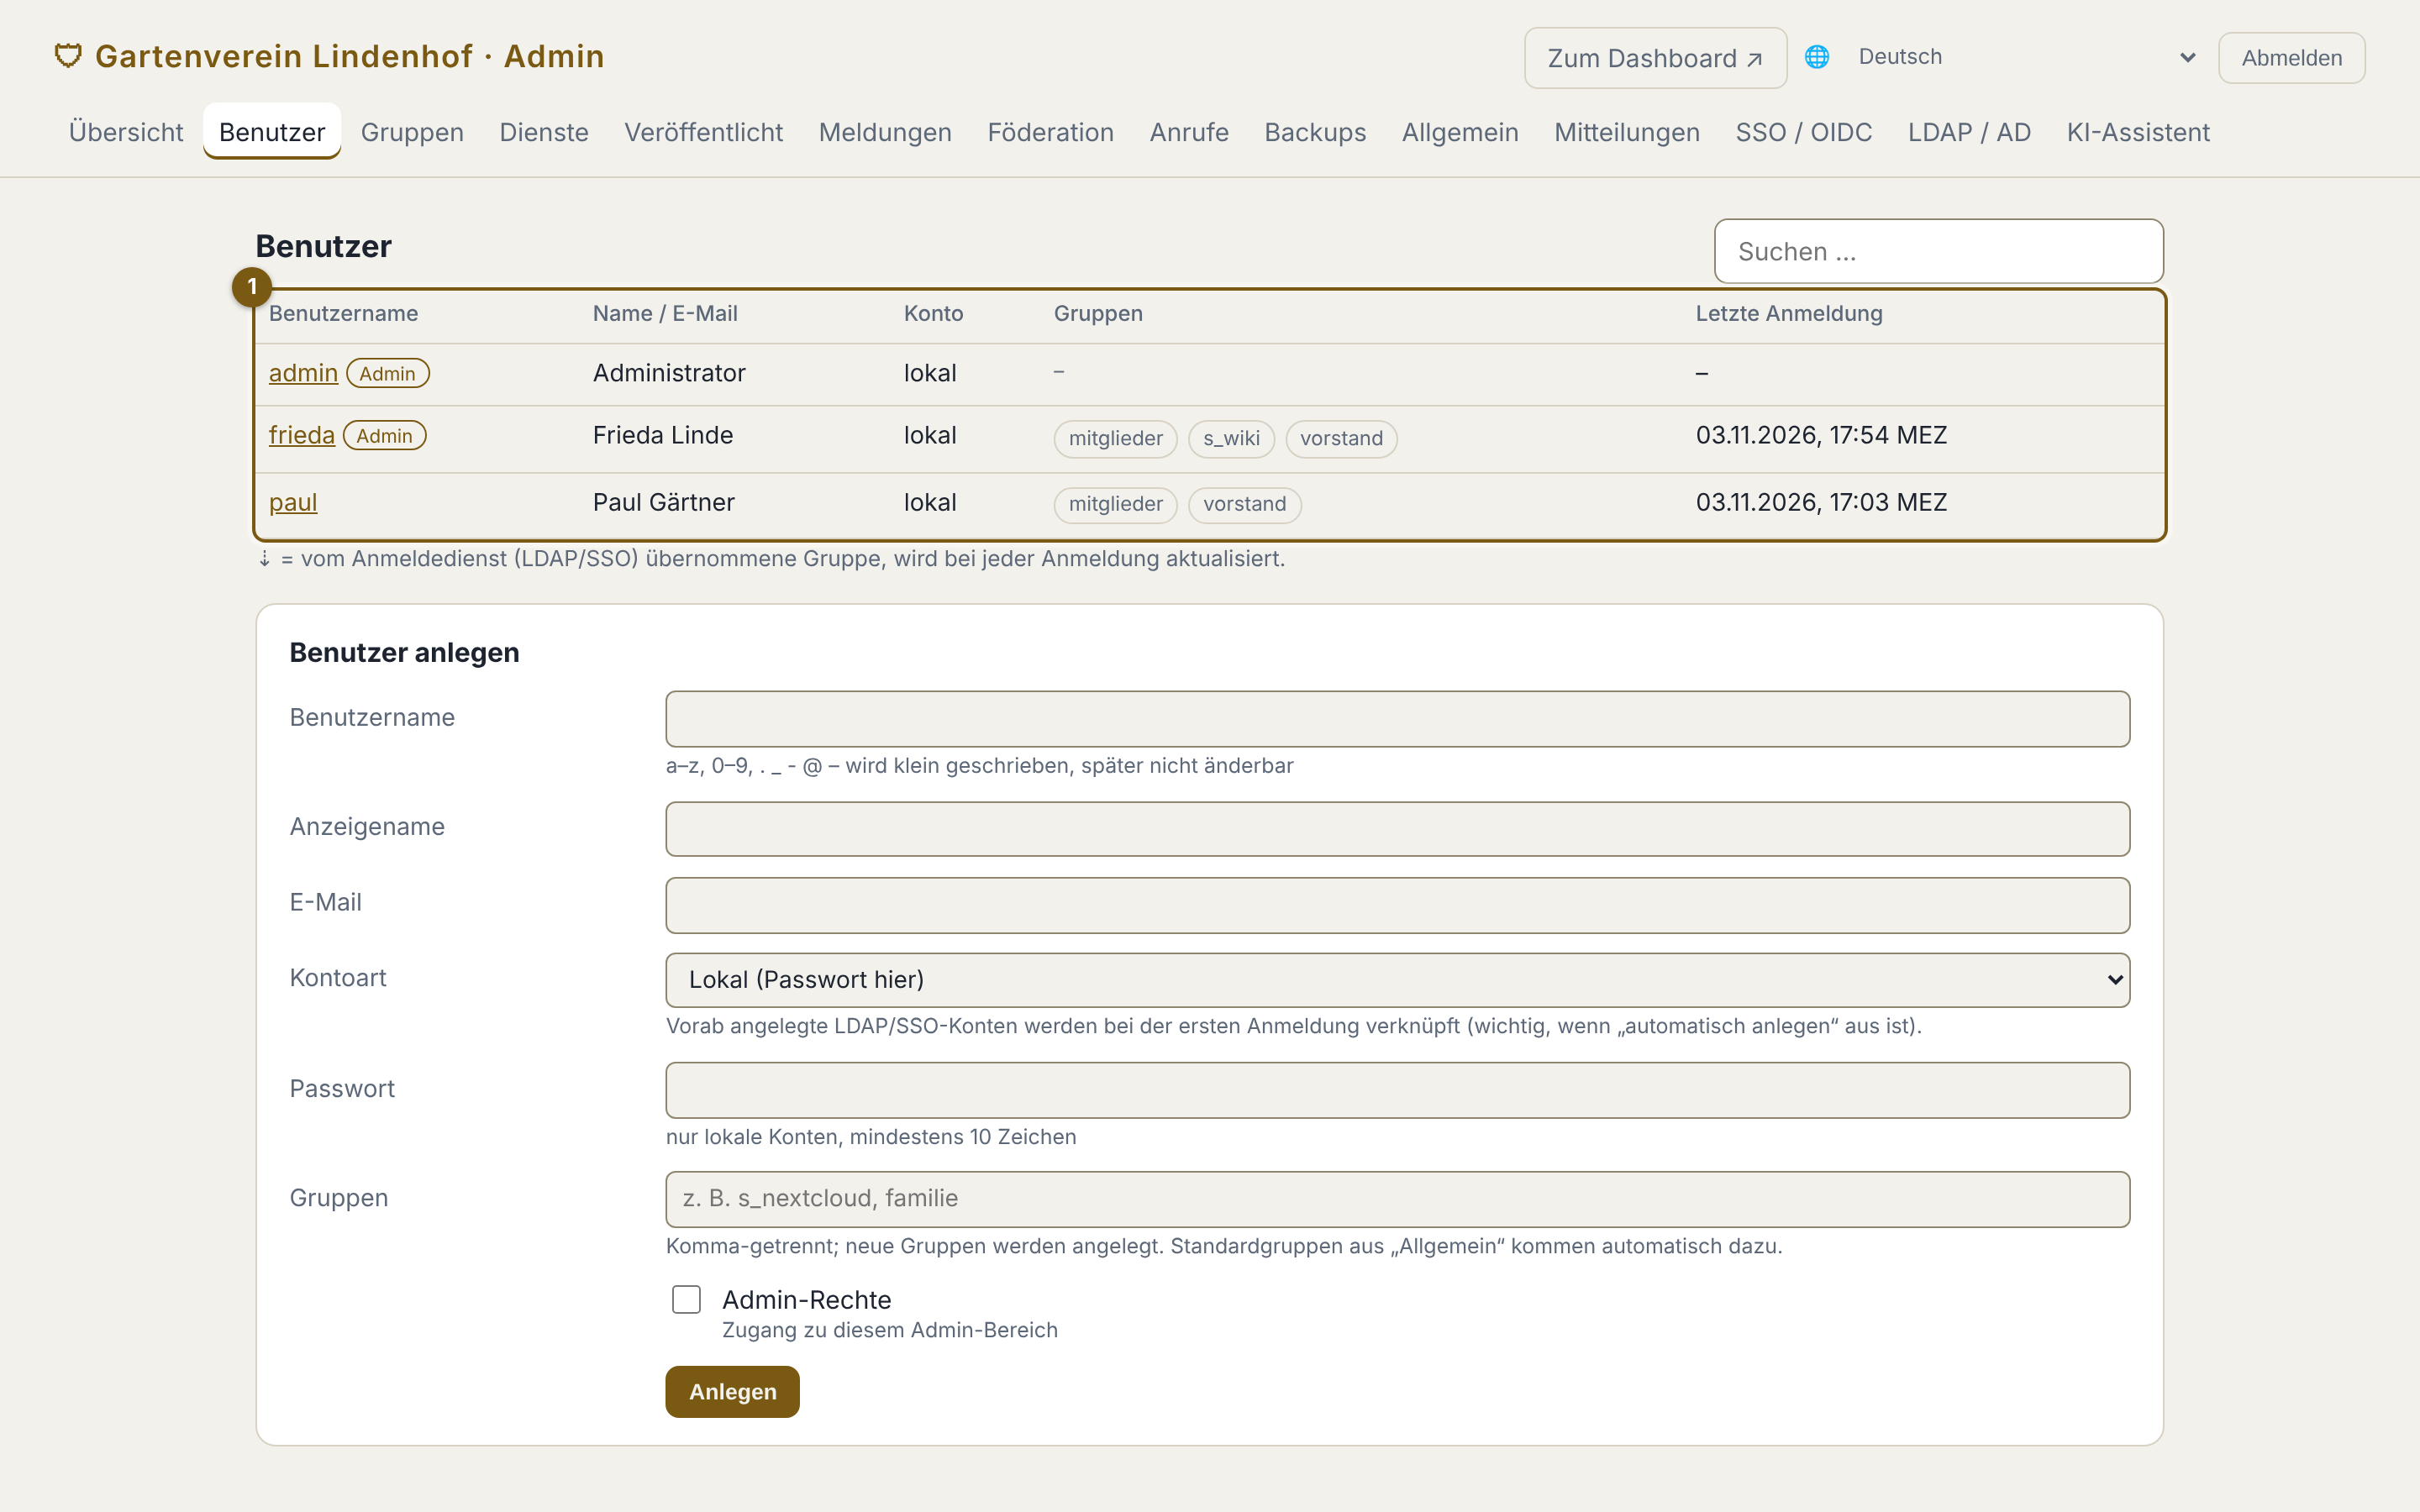 Gartenverein Lindenhof · Admin
Zum Dashboard ↗
Deutsch
Abmelden
Übersicht Benutzer Gruppen Dienste Veröffentlicht Meldungen Föderation Anrufe Backups Allgemein Mitteilungen SSO / OIDC LDAP / AD KI-Assistent
Benutzer
Suchen ...
1
Benutzername Name / E-Mail Konto Gruppen Letzte Anmeldung
admin Admin Administrator lokal – –
frieda Admin Frieda Linde lokal mitglieder s_wiki vorstand 03.11.2026, 17:54 MEZ
paul Paul Gärtner lokal mitglieder vorstand 03.11.2026, 17:03 MEZ
⇣ = vom Anmeldedienst (LDAP/SSO) übernommene Gruppe, wird bei jeder Anmeldung aktualisiert.
Benutzer anlegen
Benutzername
a–z, 0–9, . _ - @ – wird klein geschrieben, später nicht änderbar
Anzeigename
E-Mail
Kontoart
Lokal (Passwort hier)
Vorab angelegte LDAP/SSO-Konten werden bei der ersten Anmeldung verknüpft (wichtig, wenn „automatisch anlegen“ aus ist).
Passwort
nur lokale Konten, mindestens 10 Zeichen
Gruppen
z. B. s_nextcloud, familie
Komma-getrennt; neue Gruppen werden angelegt. Standardgruppen aus „Allgemein“ kommen automatisch dazu.
Admin-Rechte
Zugang zu diesem Admin-Bereich
Anlegen